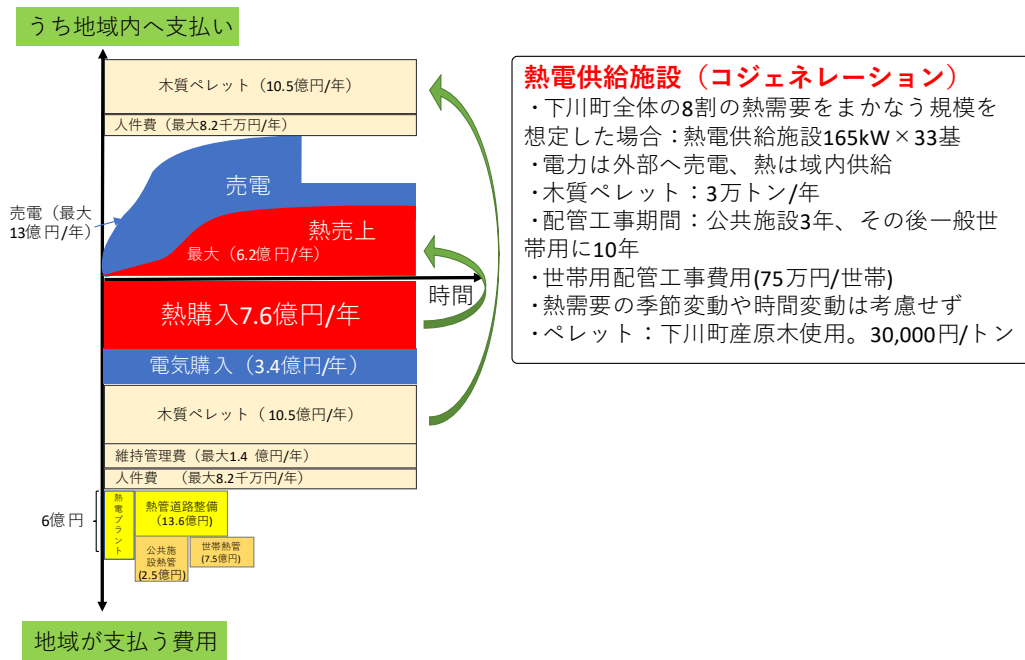 うち地域内へ支払い
木質ペレット（10.5億円/年）
人件費（最大8.2千万円/年）
売電
売電（最大
13億円/年）
熱売上
最大（6.2億円/年）
時間
熱購入7.6億円/年
電気購入（3.4億円/年）
木質ペレット（10.5億円/年）
維持管理費（最大1.4 億円/年）
人件費　（最大8.2千万円/年）
6億円
熱電プラント
熱管道路整備
（13.6億円）
公共施
設熱管
(2.5億円)
世帯熱管
(7.5億円)
地域が支払う費用
熱電供給施設（コジェネレーション）
・下川町全体の8割の熱需要をまかなう規模を
想定した場合：熱電供給施設165kW×33基
・電力は外部へ売電、熱は域内供給
・木質ペレット：3万トン/年
・配管工事期間：公共施設3年、その後一般世
帯用に10年
・世帯用配管工事費用(75万円/世帯)
・熱需要の季節変動や時間変動は考慮せず
・ペレット：下川町産原木使用。30,000円/トン